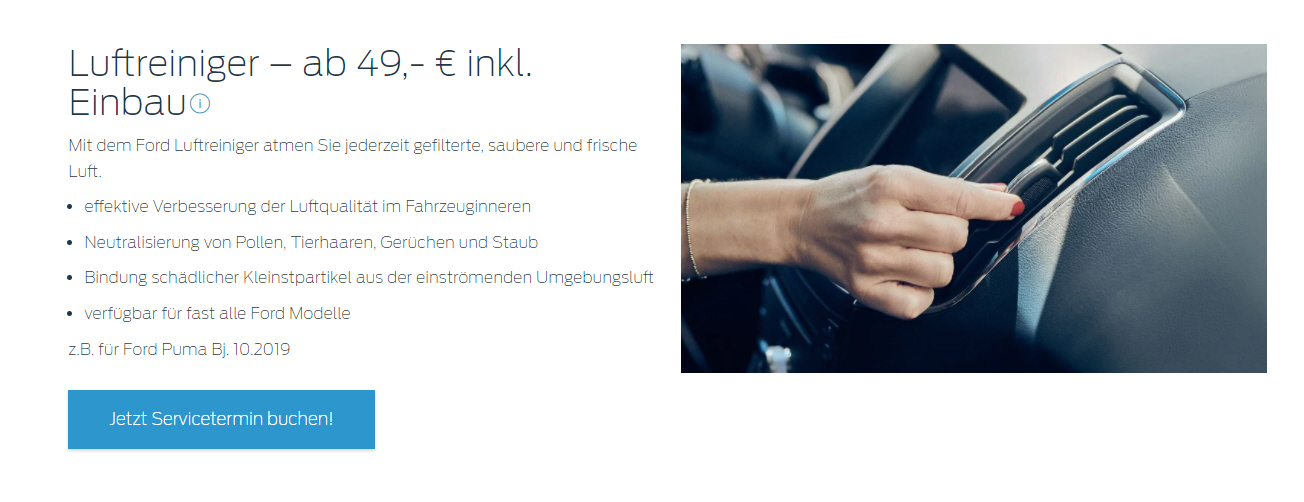 Luftreiniger – ab 49,- € inkl.
Einbau
Mit dem Ford Luftreiniger atmen Sie jederzeit gefilterte, saubere und frische
Luft.
• effektive Verbesserung der Luftqualität im Fahrzeuginneren
• Neutralisierung von Pollen, Tierhaaren, Gerüchen und Staub
• Bindung schädlicher Kleinstpartikel aus der einströmenden Umgebungsluft
• verfügbar für fast alle Ford Modelle
z.B. für Ford Puma Bj. 10.2019
Jetzt Servicetermin buchen!